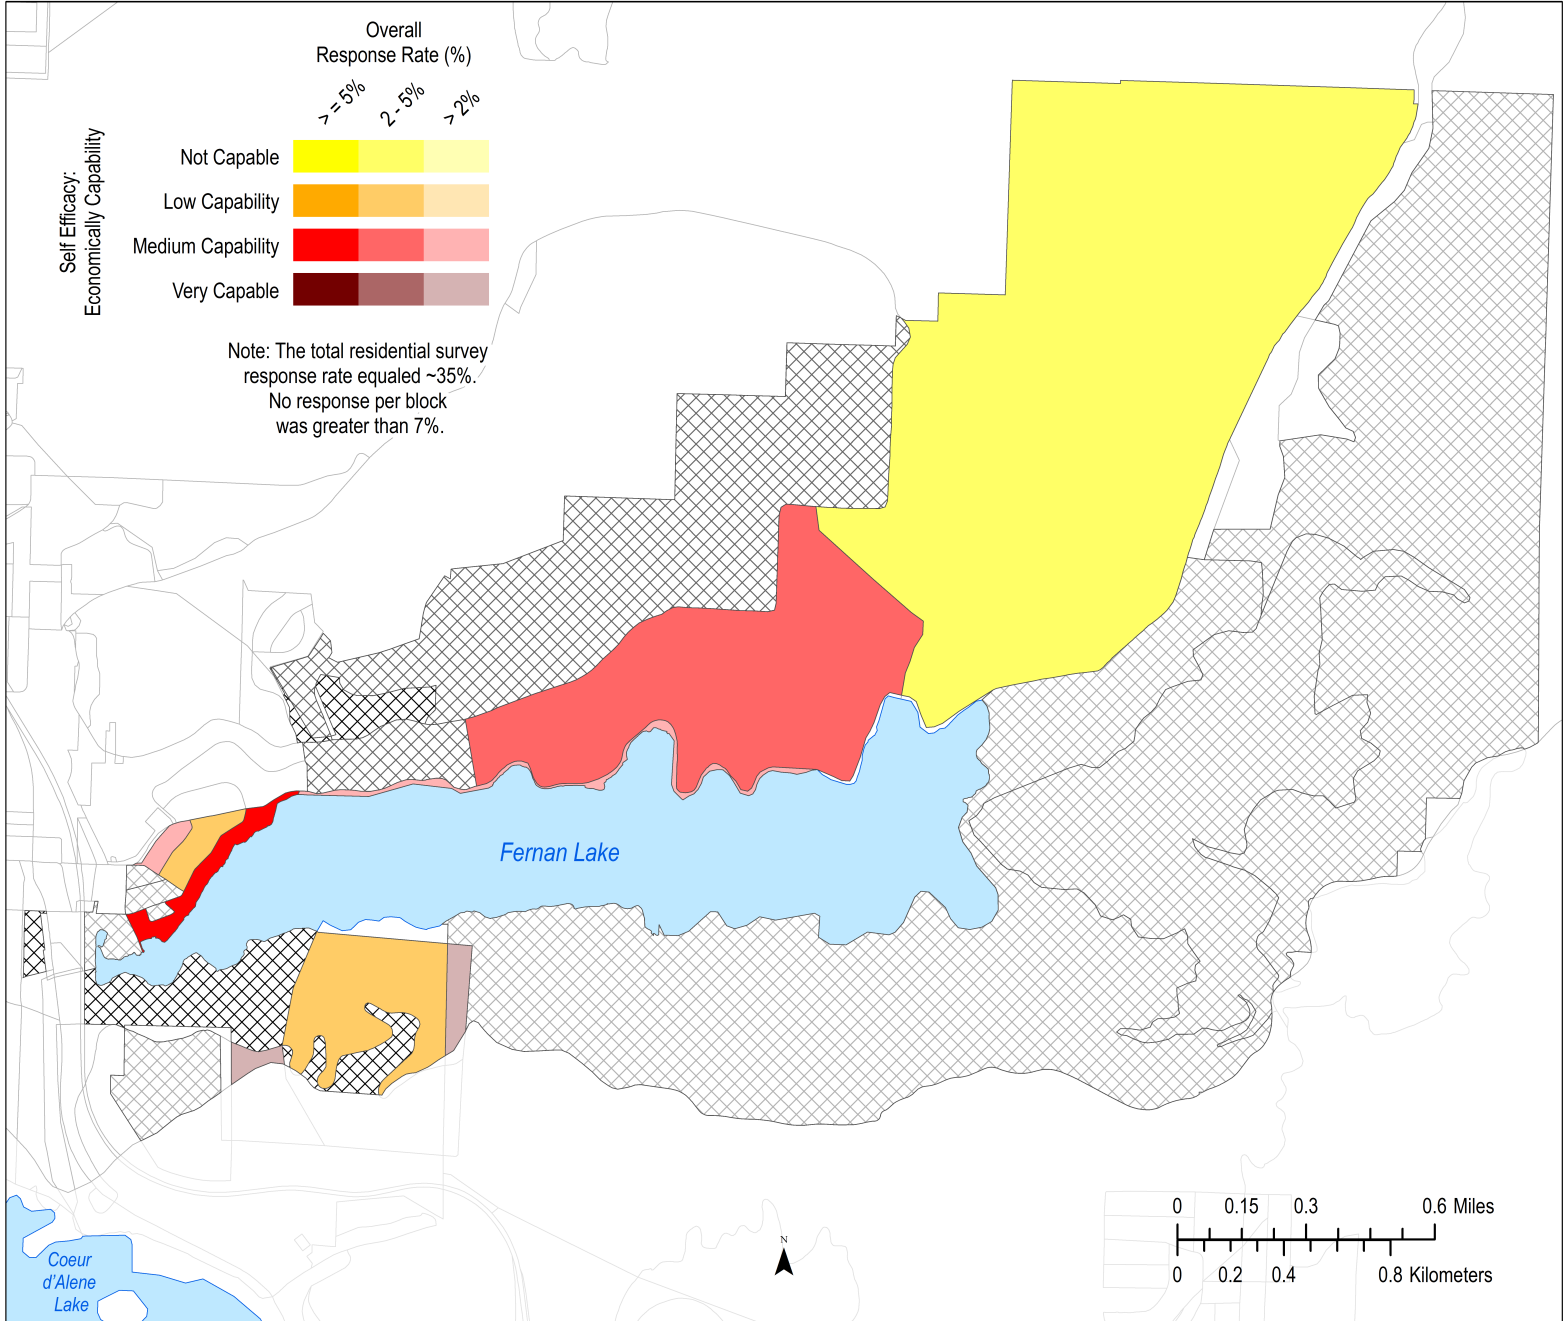 Overall
Response Rate (%)
> = 5%
2 - 5%
> 2%
Self Efficacy:
Economically Capability
Not Capable
Low Capability
Medium Capability
Very Capable
Note: The total residential survey
response rate equaled ~35%.
No response per block
was greater than 7%.
Fernan Lake
Coeur
d'Alene
Lake
N
0 0.15 0.3 0.6 Miles
0 0.2 0.4 0.8 Kilometers